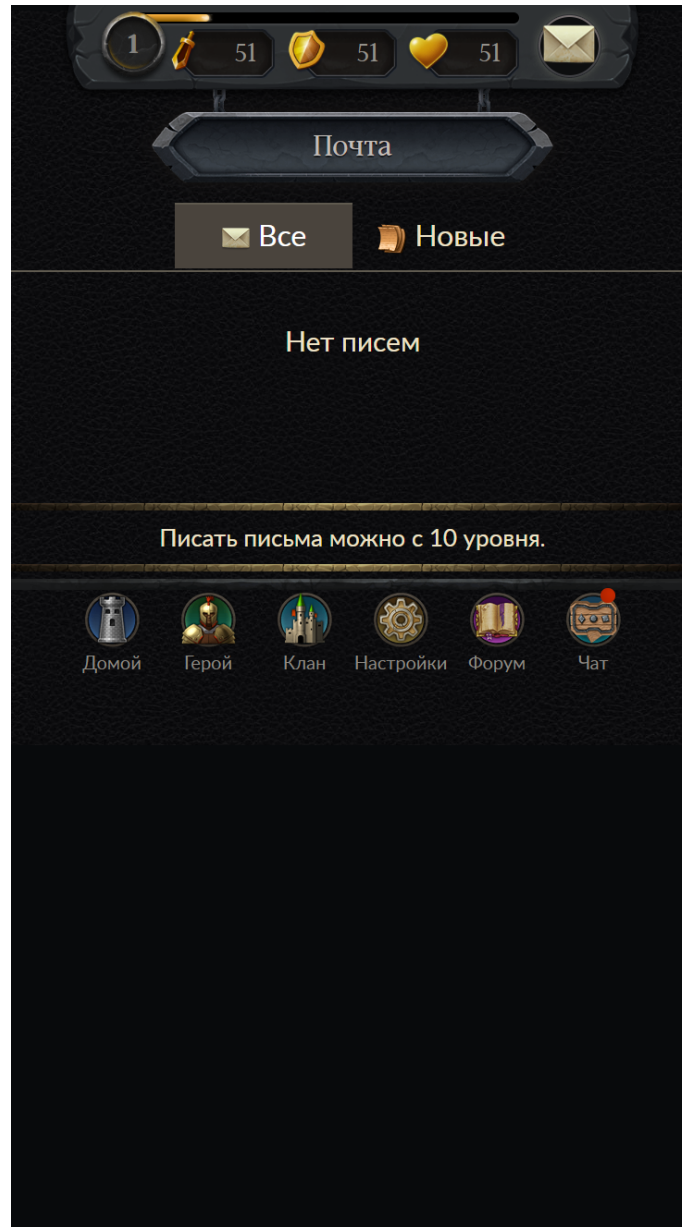 1 51 51 51
Почта
Все Новые
Нет писем
Писать письма можно с 10 уровня.
Домой Герой Клан Настройки Форум Чат